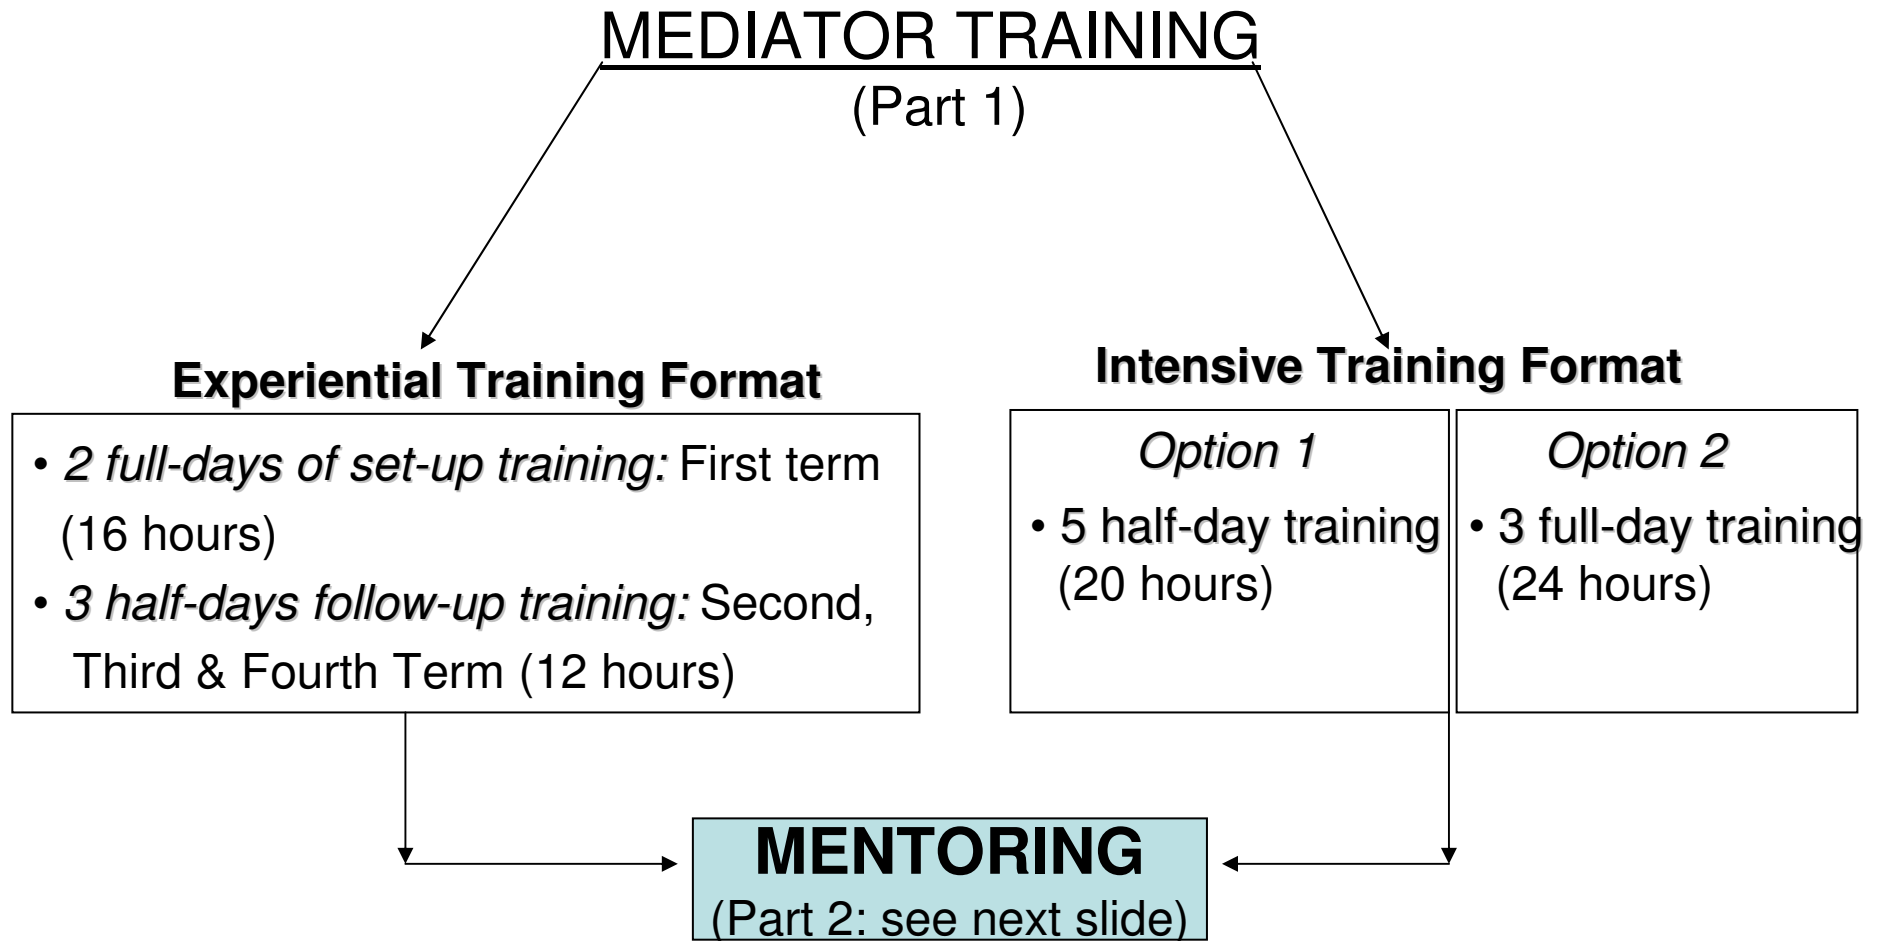 MEDIATOR TRAINING
(Part 1)
Experiential Training Format
• 2 full-days of set-up training: First term
(16 hours)
• 3 half-days follow-up training: Second,
Third & Fourth Term (12 hours)
Intensive Training Format
Option 1
• 5 half-day training
(20 hours)
Option 2
• 3 full-day training
(24 hours)
MENTORING
(Part 2: see next slide)